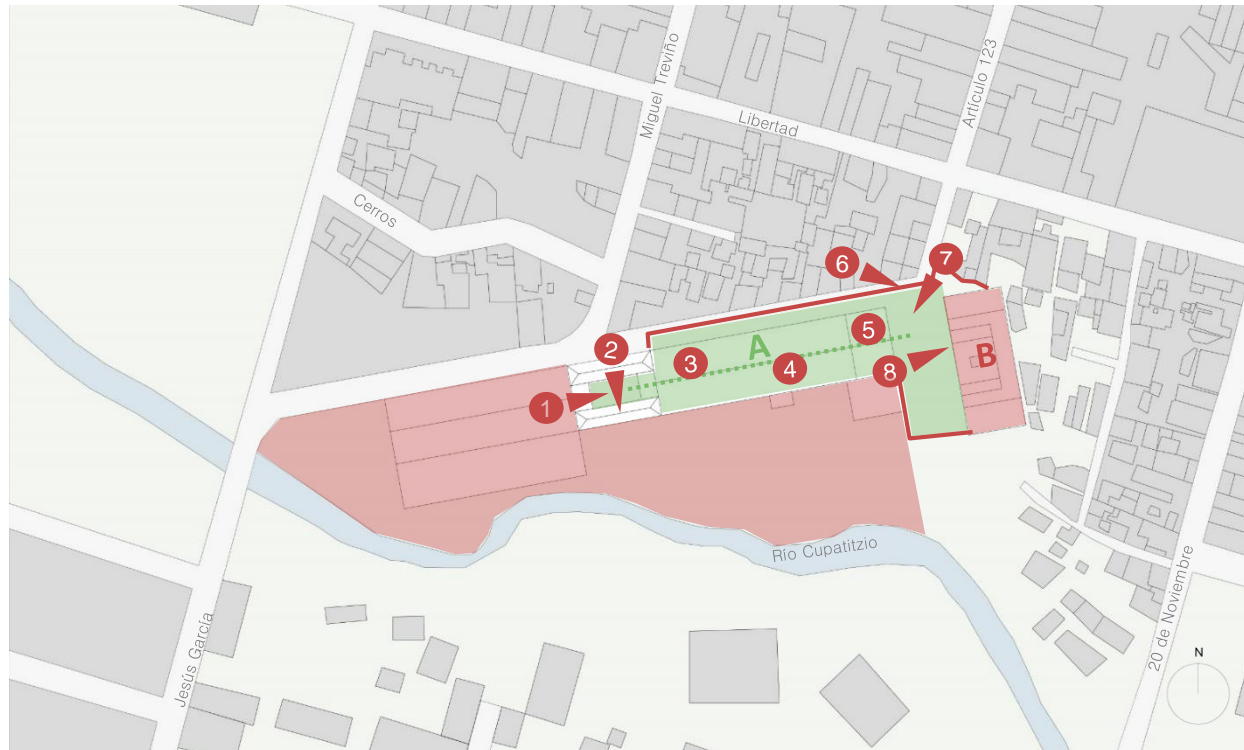 Miguel Treviño
Artículo 123
Libertad
Cerros
6
7
2
A
5
3
4
8
B
1
Río Cupatitzio
Jesús García
20 de Noviembre
N